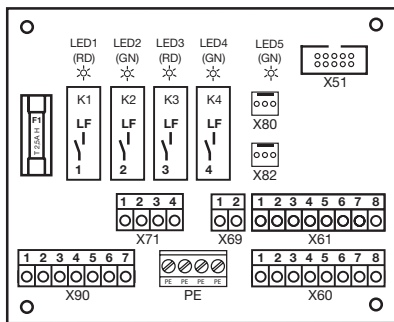 LED1 LED2 LED3 LED4 LED5
(RD) (GN) (RD) (GN) (GN)
X51
F1
T 2.5A H
K1 K2 K3 K4
LF LF LF LF
1 2 3 4
X80
X82
1 2 3 4
X71
1 2
X69
1 2 3 4 5 6 7 8
X61
1 2 3 4 5 6 7
X90
PE PE PE PE
PE
1 2 3 4 5 6 7 8
X60